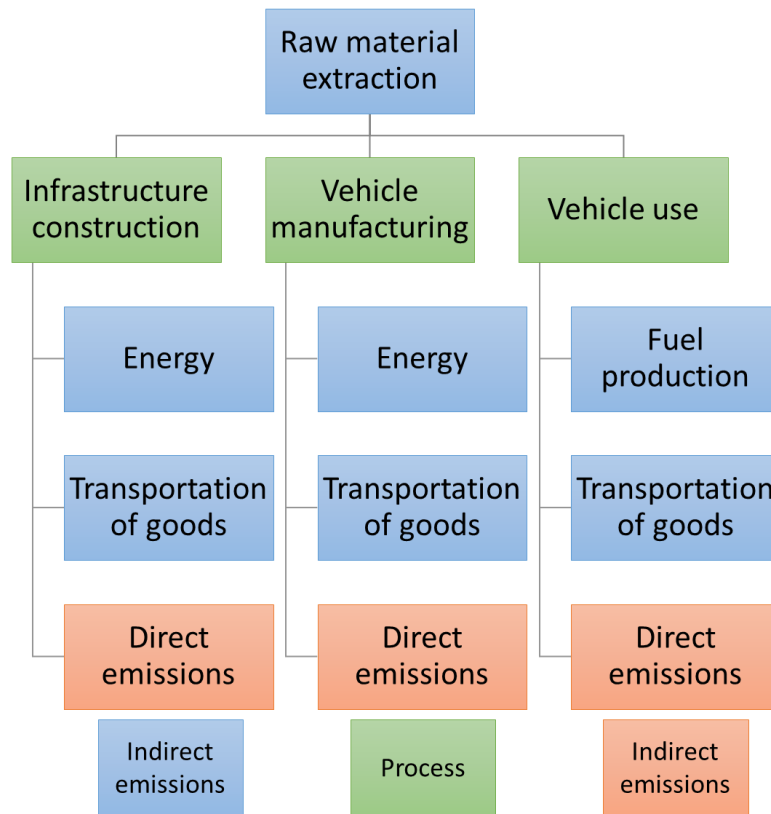 Raw material
extraction
Infrastructure
construction
Vehicle
manufacturing
Vehicle use
Energy
Energy
Fuel
production
Transportation
of goods
Transportation
of goods
Transportation
of goods
Direct
emissions
Direct
emissions
Direct
emissions
Indirect
emissions
Process
Indirect
emissions